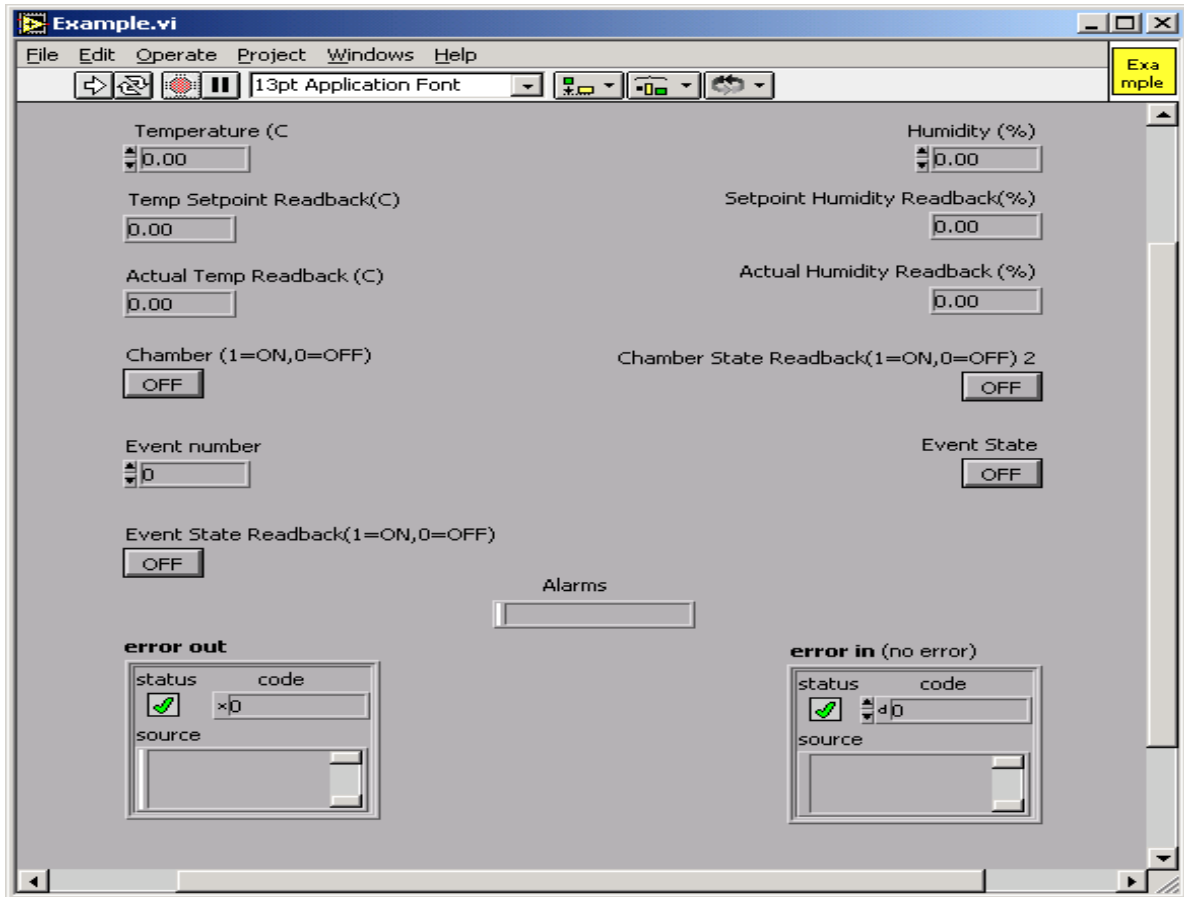 Example.vi
File Edit Operate Project Windows Help
Exa
mple
13pt Application Font
Temperature (C
0.00
Humidity (%)
0.00
Temp Setpoint Readback(C)
0.00
Setpoint Humidity Readback(%)
0.00
Actual Temp Readback (C)
0.00
Actual Humidity Readback (%)
0.00
Chamber (1=ON,0=OFF)
OFF
Chamber State Readback(1=ON,0=OFF) 2
OFF
Event number
0
Event State
OFF
Event State Readback(1=ON,0=OFF)
OFF
Alarms
error out
status code
x0
source
error in (no error)
status code
d0
source